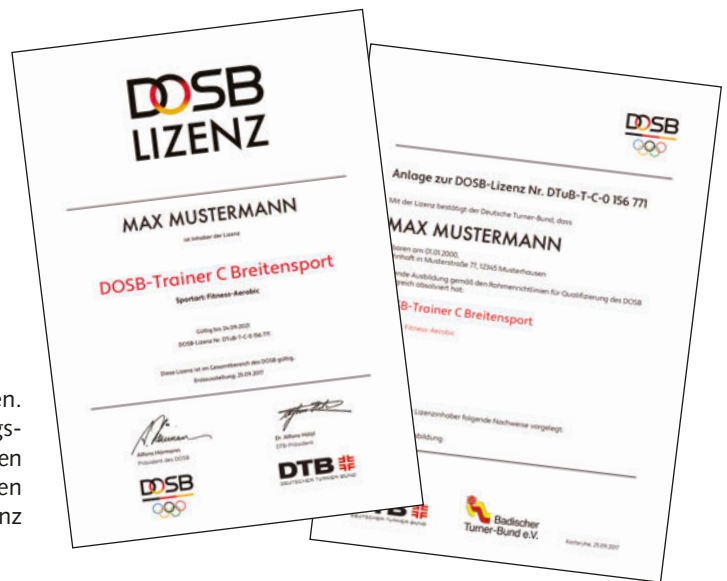 en.
gs-
en
en
nz
DOSB
LIZENZ
MAX MUSTERMANN
ist Inhaber der Lizenz
DOSB-Trainer C Breitensport
Sportart: Fitness-Aerobic
Gültig bis 24.09.2021
DOSB-Lizenz Nr. DTuB-T-C-0 156 771
Diese Lizenz ist im Gesamtbereich des DOSB gültig.
Erstausstellung: 25.09.2017
Alfons Hörmann
Präsident des DOSB
Dr. Alfons Hölzl
DTB-Präsident
DOSB
DTB
DEUTSCHER TURNER-BUND
DOSB
Anlage zur DOSB-Lizenz Nr. DTuB-T-C-0 156 771
Mit der Lizenz bestätigt der Deutsche Turner-Bund, dass
MAX MUSTERMANN
oren am 01.01.2000,
hnhaft in Musterstraße 77, 12345 Musterhausen
nde Ausbildung gemäß den Rahmenrichtlinien für Qualifizierung des DOSB
greich absolviert hat:
B-Trainer C Breitensport
Fitness-Aerobic
Lizenzinhaber folgende Nachweise vorgelegt:
bildung.
TB
DEUTSCHER TURNER-BUND
Badischer
Turner-Bund e.V.
Karlsruhe, 25.09.2017